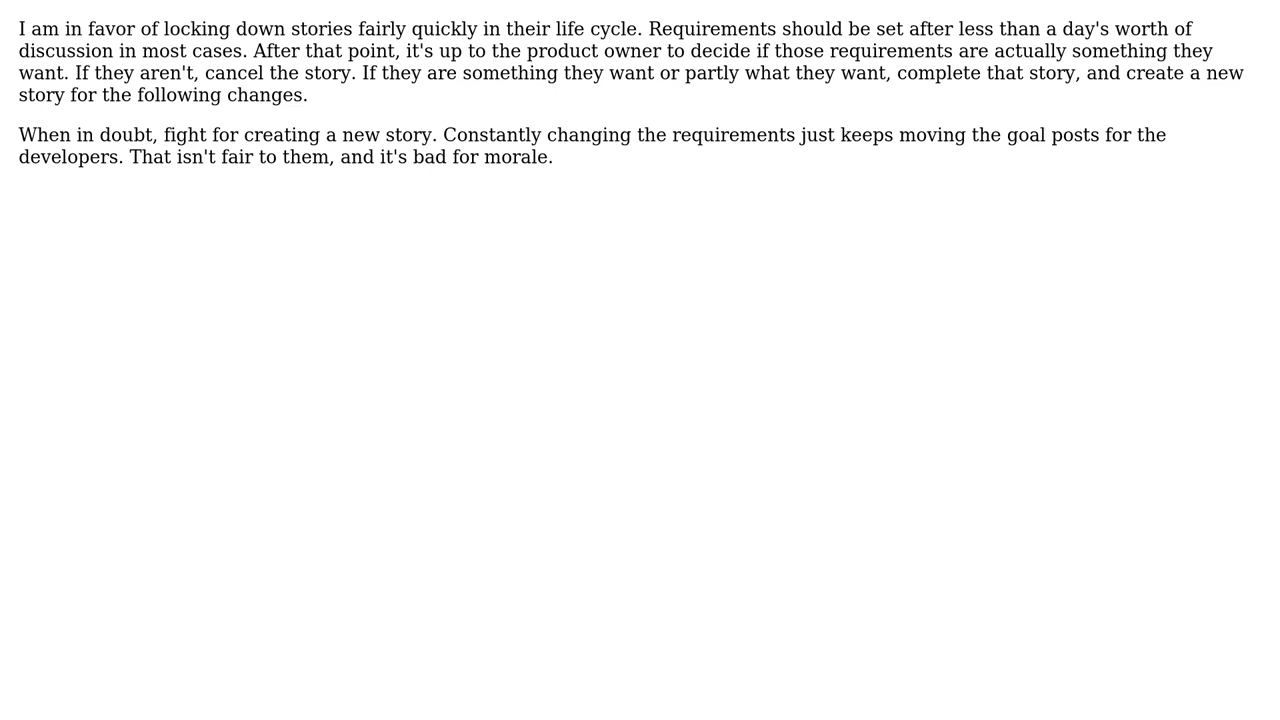 I am in favor of locking down stories fairly quickly in their life cycle. Requirements should be set after less than a day's worth of
discussion in most cases. After that point, it's up to the product owner to decide if those requirements are actually something they
want. If they aren't, cancel the story. If they are something they want or partly what they want, complete that story, and create a new
story for the following changes.
When in doubt, fight for creating a new story. Constantly changing the requirements just keeps moving the goal posts for the
developers. That isn't fair to them, and it's bad for morale.